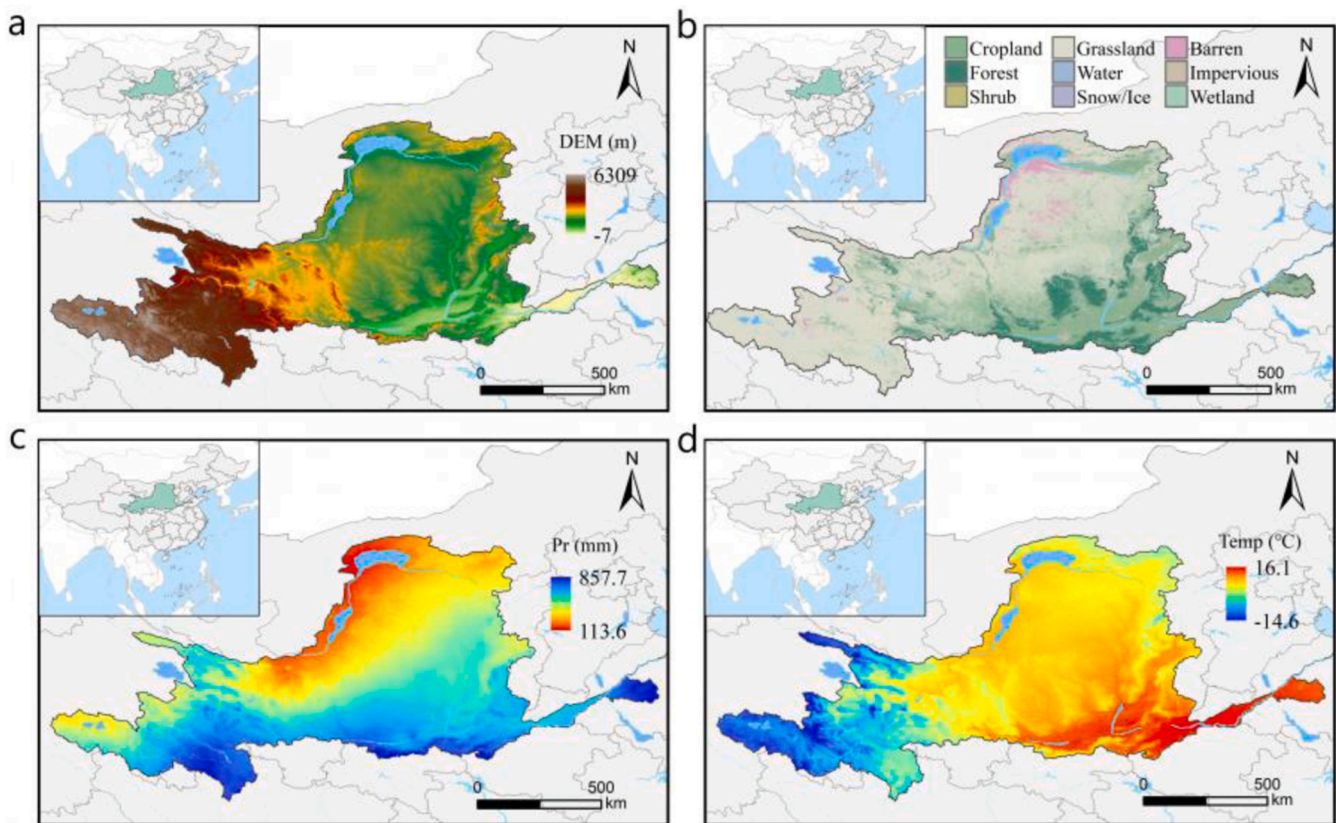 a
N
DEM (m)
6309
-7
0 500
km
b
Cropland Grassland Barren
Forest Water Impervious
Shrub Snow/Ice Wetland
N
0 500
km
c
N
Pr (mm)
857.7
113.6
0 500
km
d
N
Temp (°C)
16.1
-14.6
0 500
km